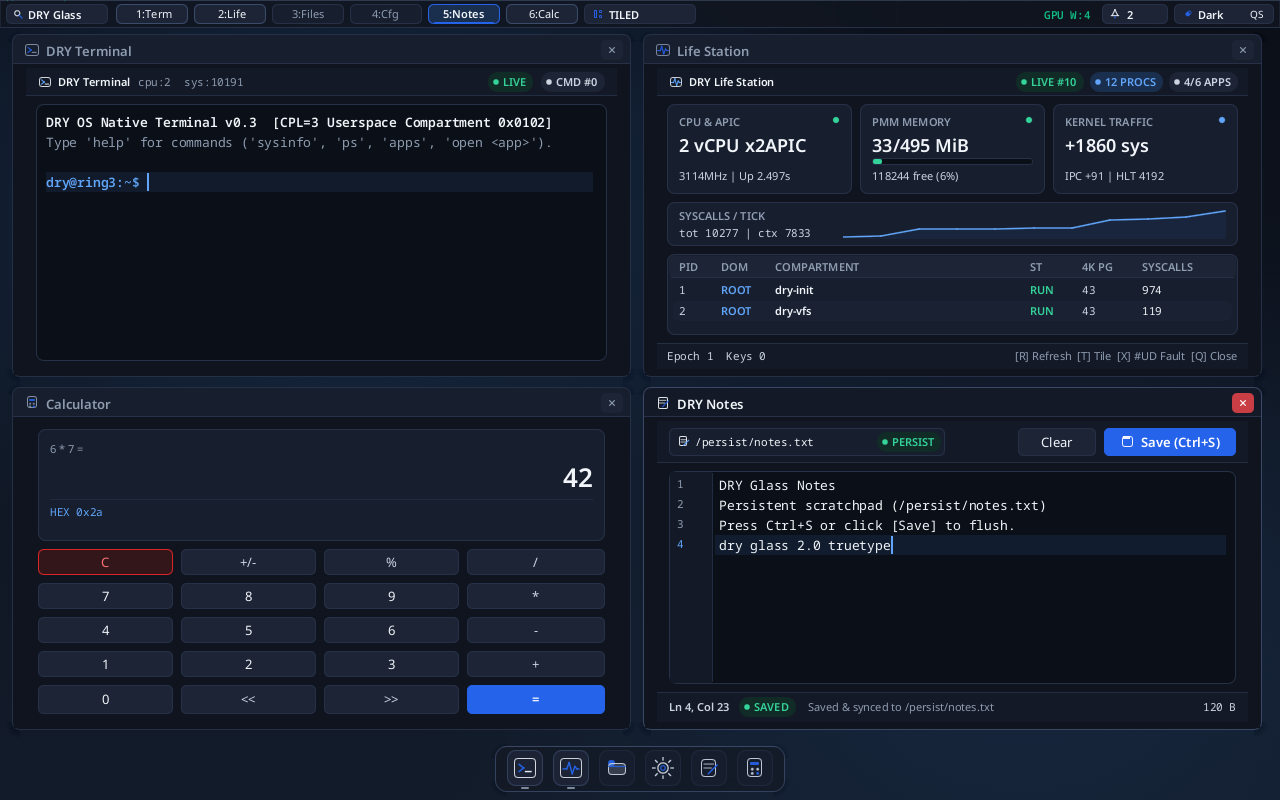 DRY Glass 1:Term 2:Life 3:Files 4:Cfg 5:Notes 6:Calc TILED GPU W:4 2 Dark QS
DRY Terminal ×
DRY Terminal cpu:2 sys:10191 LIVE CMD #0
DRY OS Native Terminal v0.3 [CPL=3 Userspace Compartment 0x0102]
Type 'help' for commands ('sysinfo', 'ps', 'apps', 'open <app>').
dry@ring3:~$
Life Station ×
DRY Life Station LIVE #10 12 PROCS 4/6 APPS
CPU & APIC
2 vCPU x2APIC
3114MHz | Up 2.497s
PMM MEMORY
33/495 MiB
118244 free (6%)
KERNEL TRAFFIC
+1860 sys
IPC +91 | HLT 4192
SYSCALLS / TICK
tot 10277 | ctx 7833
PID DOM COMPARTMENT ST 4K PG SYSCALLS
1 ROOT dry-init RUN 43 974
2 ROOT dry-vfs RUN 43 119
Epoch 1 Keys 0 [R] Refresh [T] Tile [X] #UD Fault [Q] Close
Calculator ×
6 * 7 =
42
HEX 0x2a
C +/- % /
7 8 9 *
4 5 6 -
1 2 3 +
0 << >> =
DRY Notes ×
/persist/notes.txt PERSIST Clear Save (Ctrl+S)
1 DRY Glass Notes
2 Persistent scratchpad (/persist/notes.txt)
3 Press Ctrl+S or click [Save] to flush.
4 dry glass 2.0 truetype
Ln 4, Col 23 SAVED Saved & synced to /persist/notes.txt 120 B